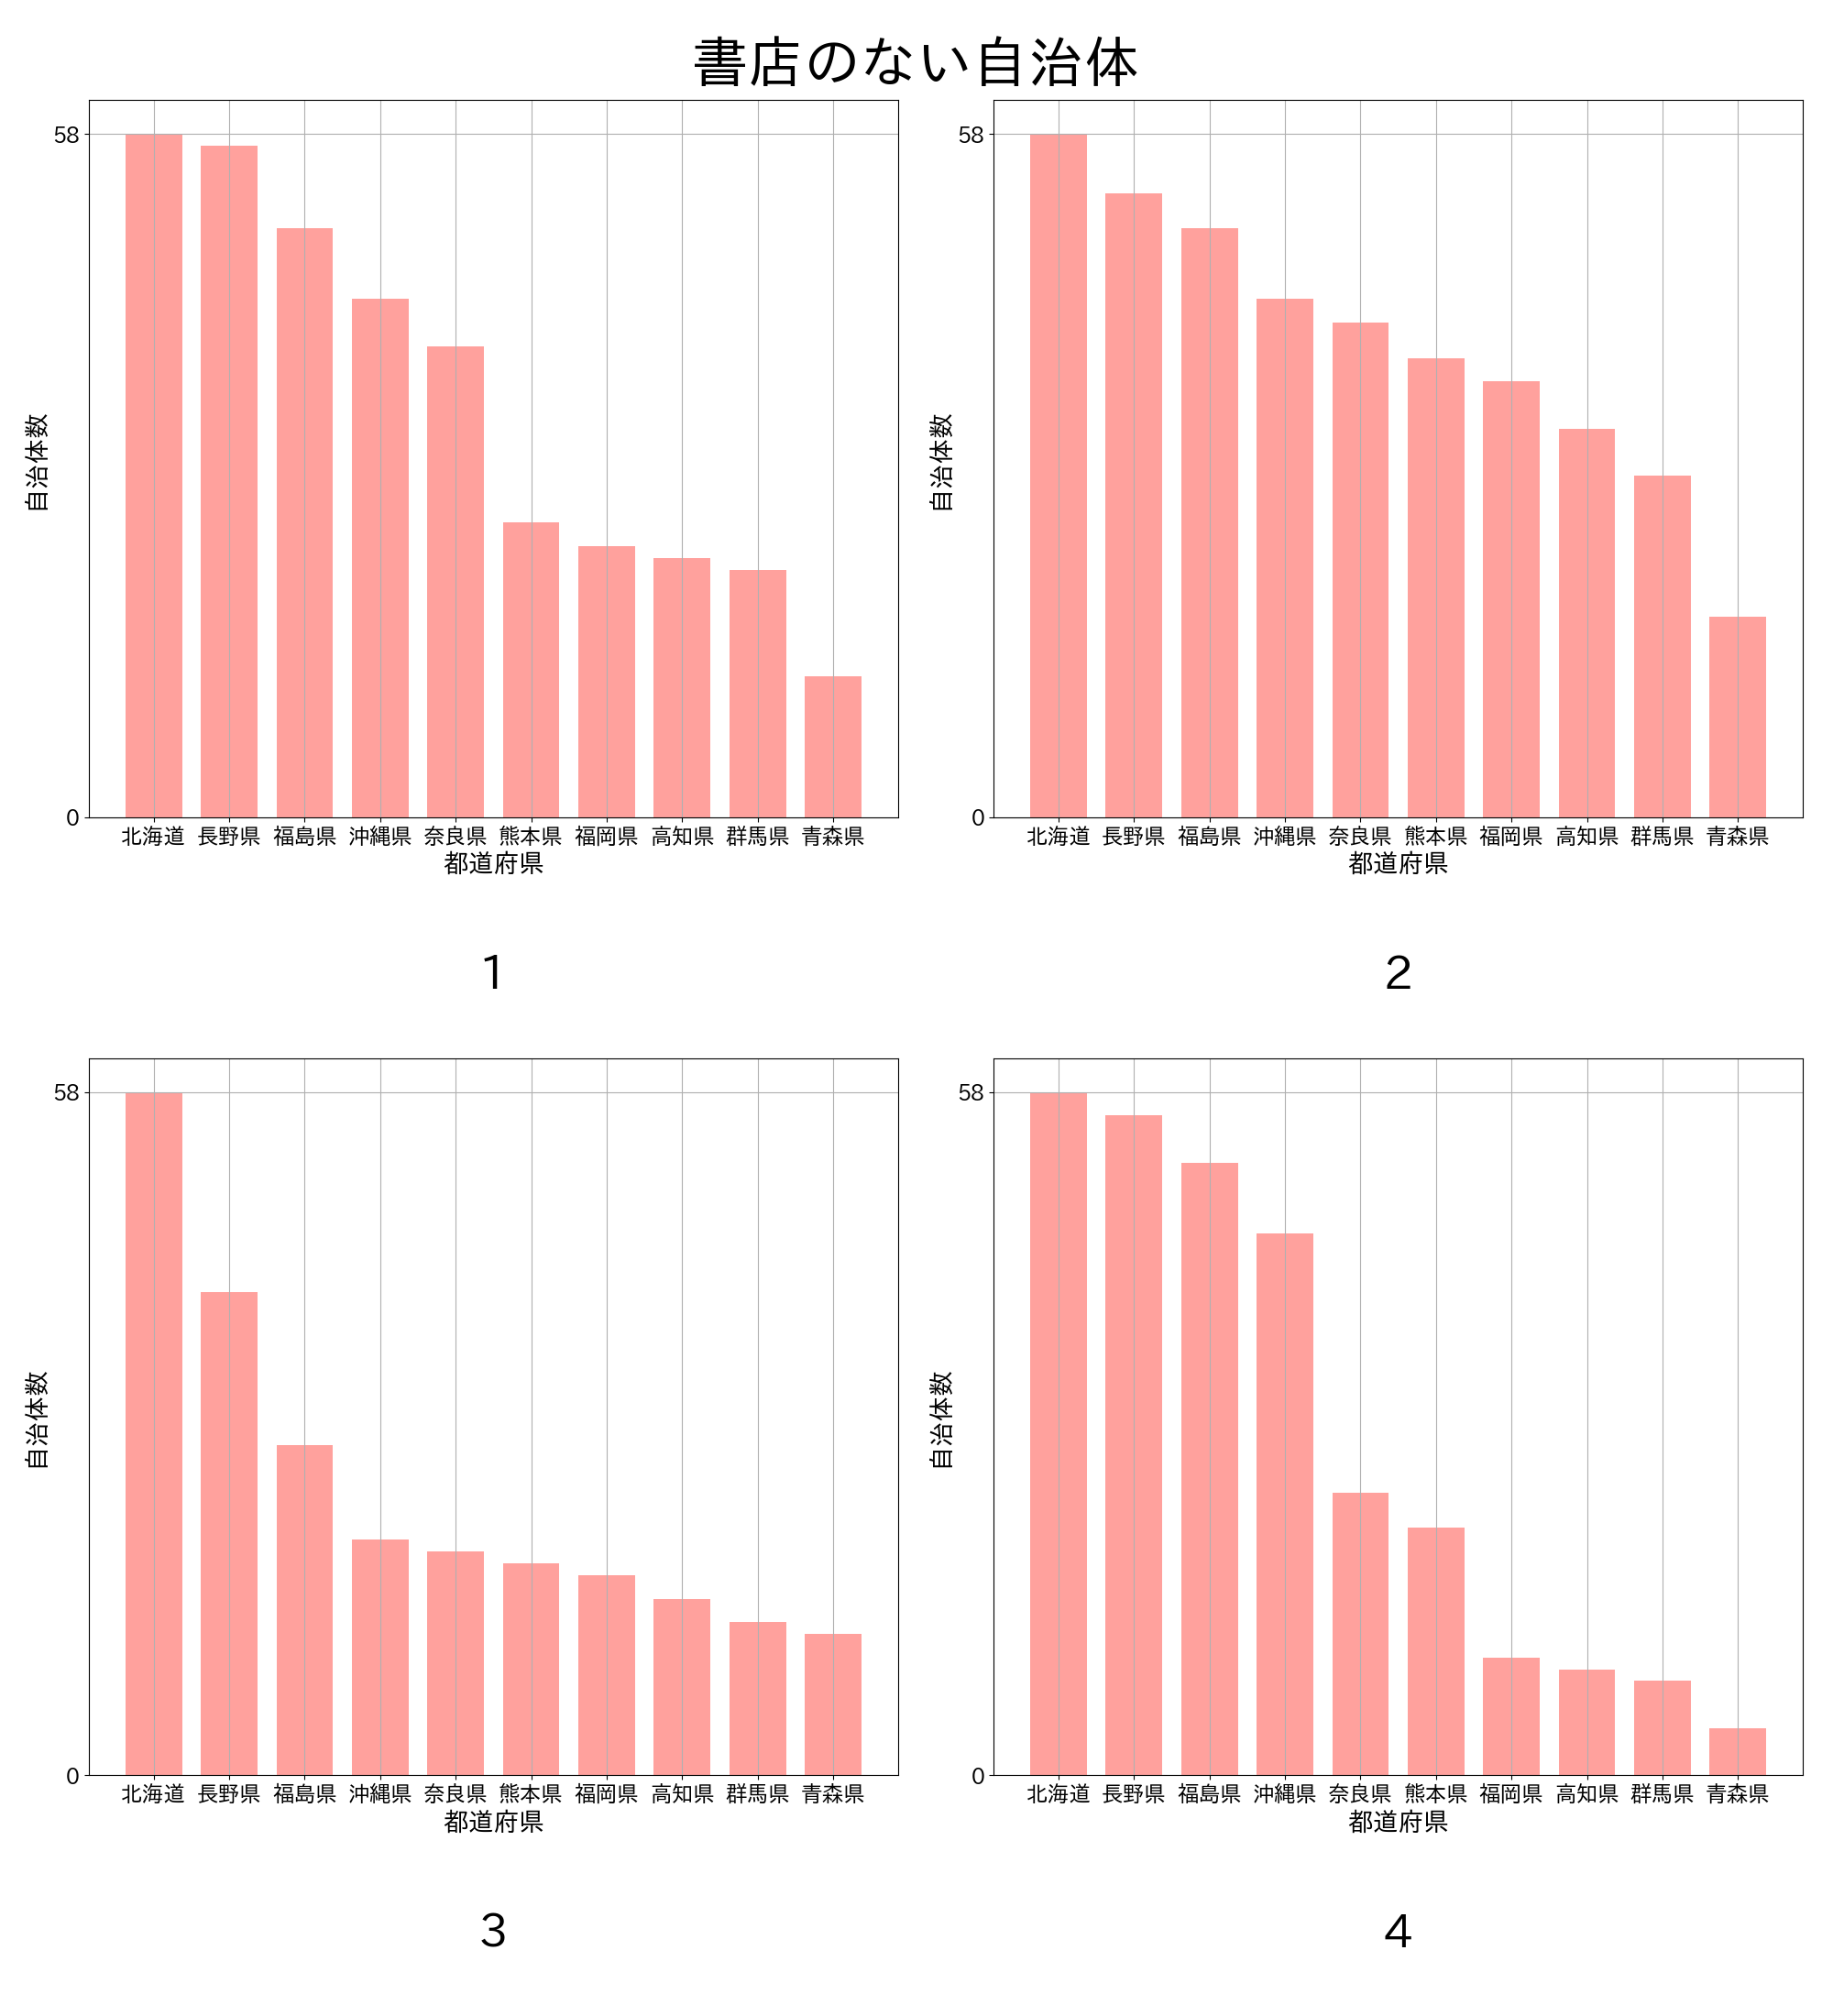 書店のない自治体
58
0
自治体数
北海道 長野県 福島県 沖縄県 奈良県 熊本県 福岡県 高知県 群馬県 青森県
都道府県
1
58
0
自治体数
北海道 長野県 福島県 沖縄県 奈良県 熊本県 福岡県 高知県 群馬県 青森県
都道府県
2
58
0
自治体数
北海道 長野県 福島県 沖縄県 奈良県 熊本県 福岡県 高知県 群馬県 青森県
都道府県
3
58
0
自治体数
北海道 長野県 福島県 沖縄県 奈良県 熊本県 福岡県 高知県 群馬県 青森県
都道府県
4